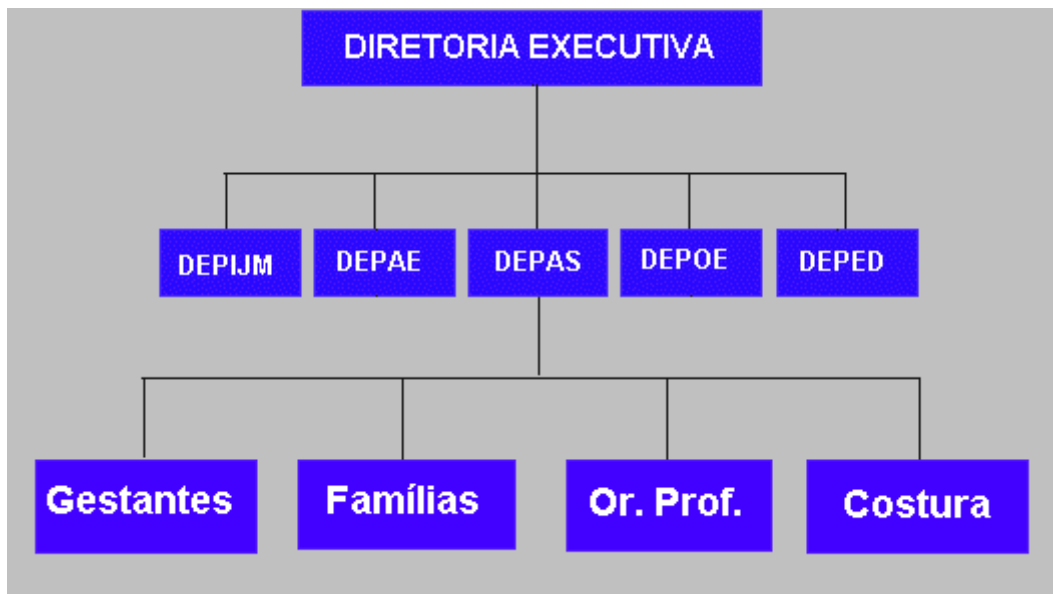 DIRETORIA EXECUTIVA
DEPIJM
DEPAE
DEPAS
DEPOE
DEPED
Gestantes
Famílias
Or. Prof.
Costura